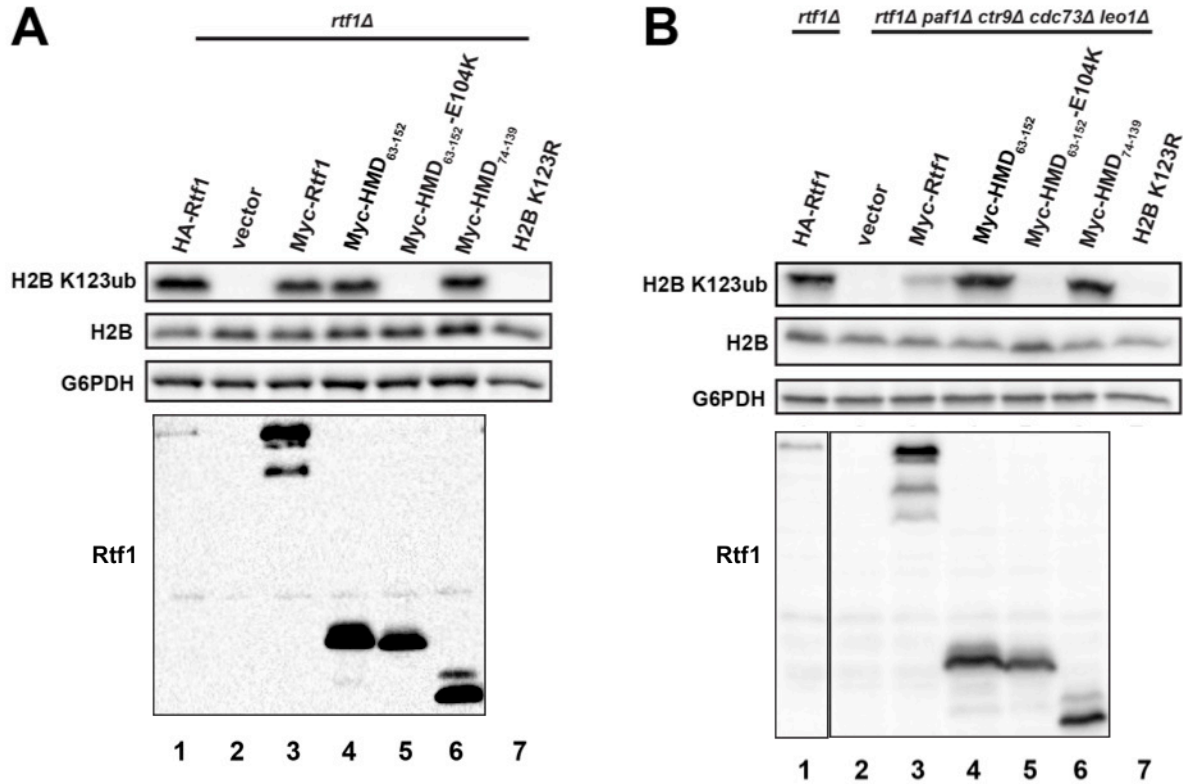 A
rtf1Δ
HA-Rtf1
vector
Myc-Rtf1
Myc-HMD63-152
Myc-HMD63-152-E104K
Myc-HMD74-139
H2B K123R
H2B K123ub
H2B
G6PDH
Rtf1
1 2 3 4 5 6 7
B
rtf1Δ rtf1Δ paf1Δ ctr9Δ cdc73Δ leo1Δ
HA-Rtf1
vector
Myc-Rtf1
Myc-HMD63-152
Myc-HMD63-152-E104K
Myc-HMD74-139
H2B K123R
H2B K123ub
H2B
G6PDH
Rtf1
1 2 3 4 5 6 7